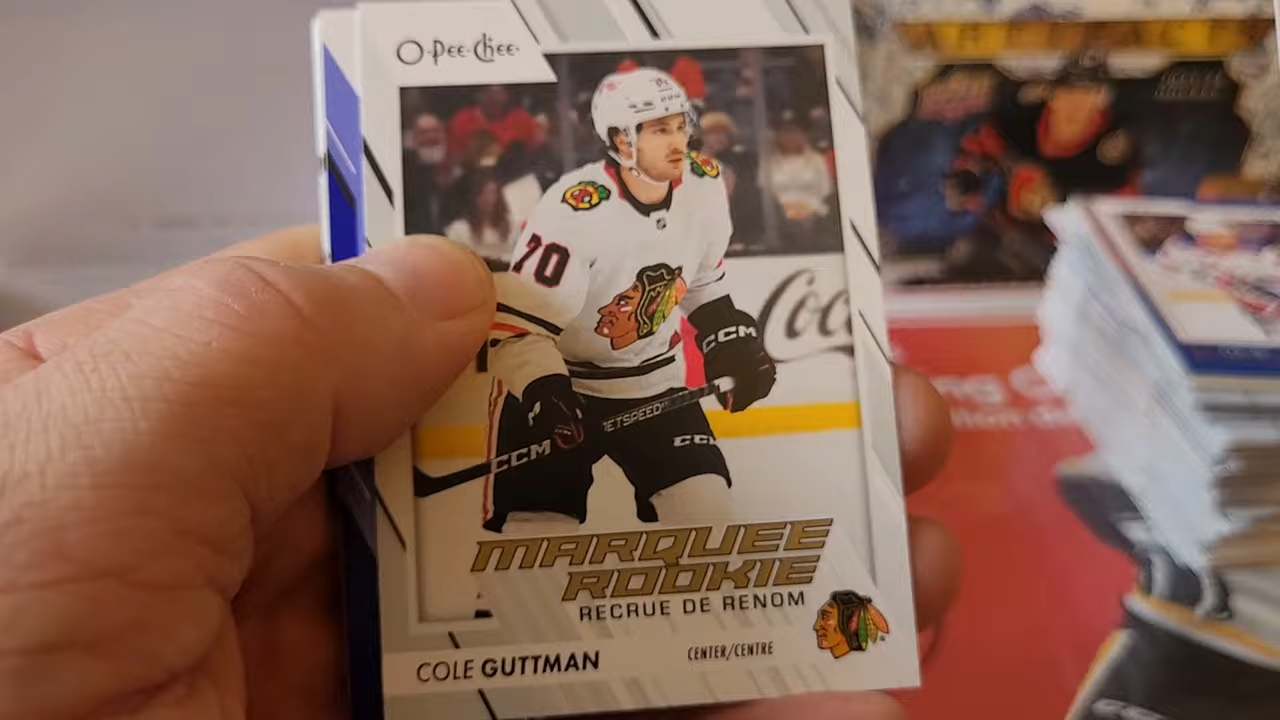 O-Pee-Chee
70
Coc
CCM
JETSPEED
CCM
CCM
MARQUEE
ROOKIE
RECRUE DE RENOM
COLE GUTTMAN
CENTER/CENTRE